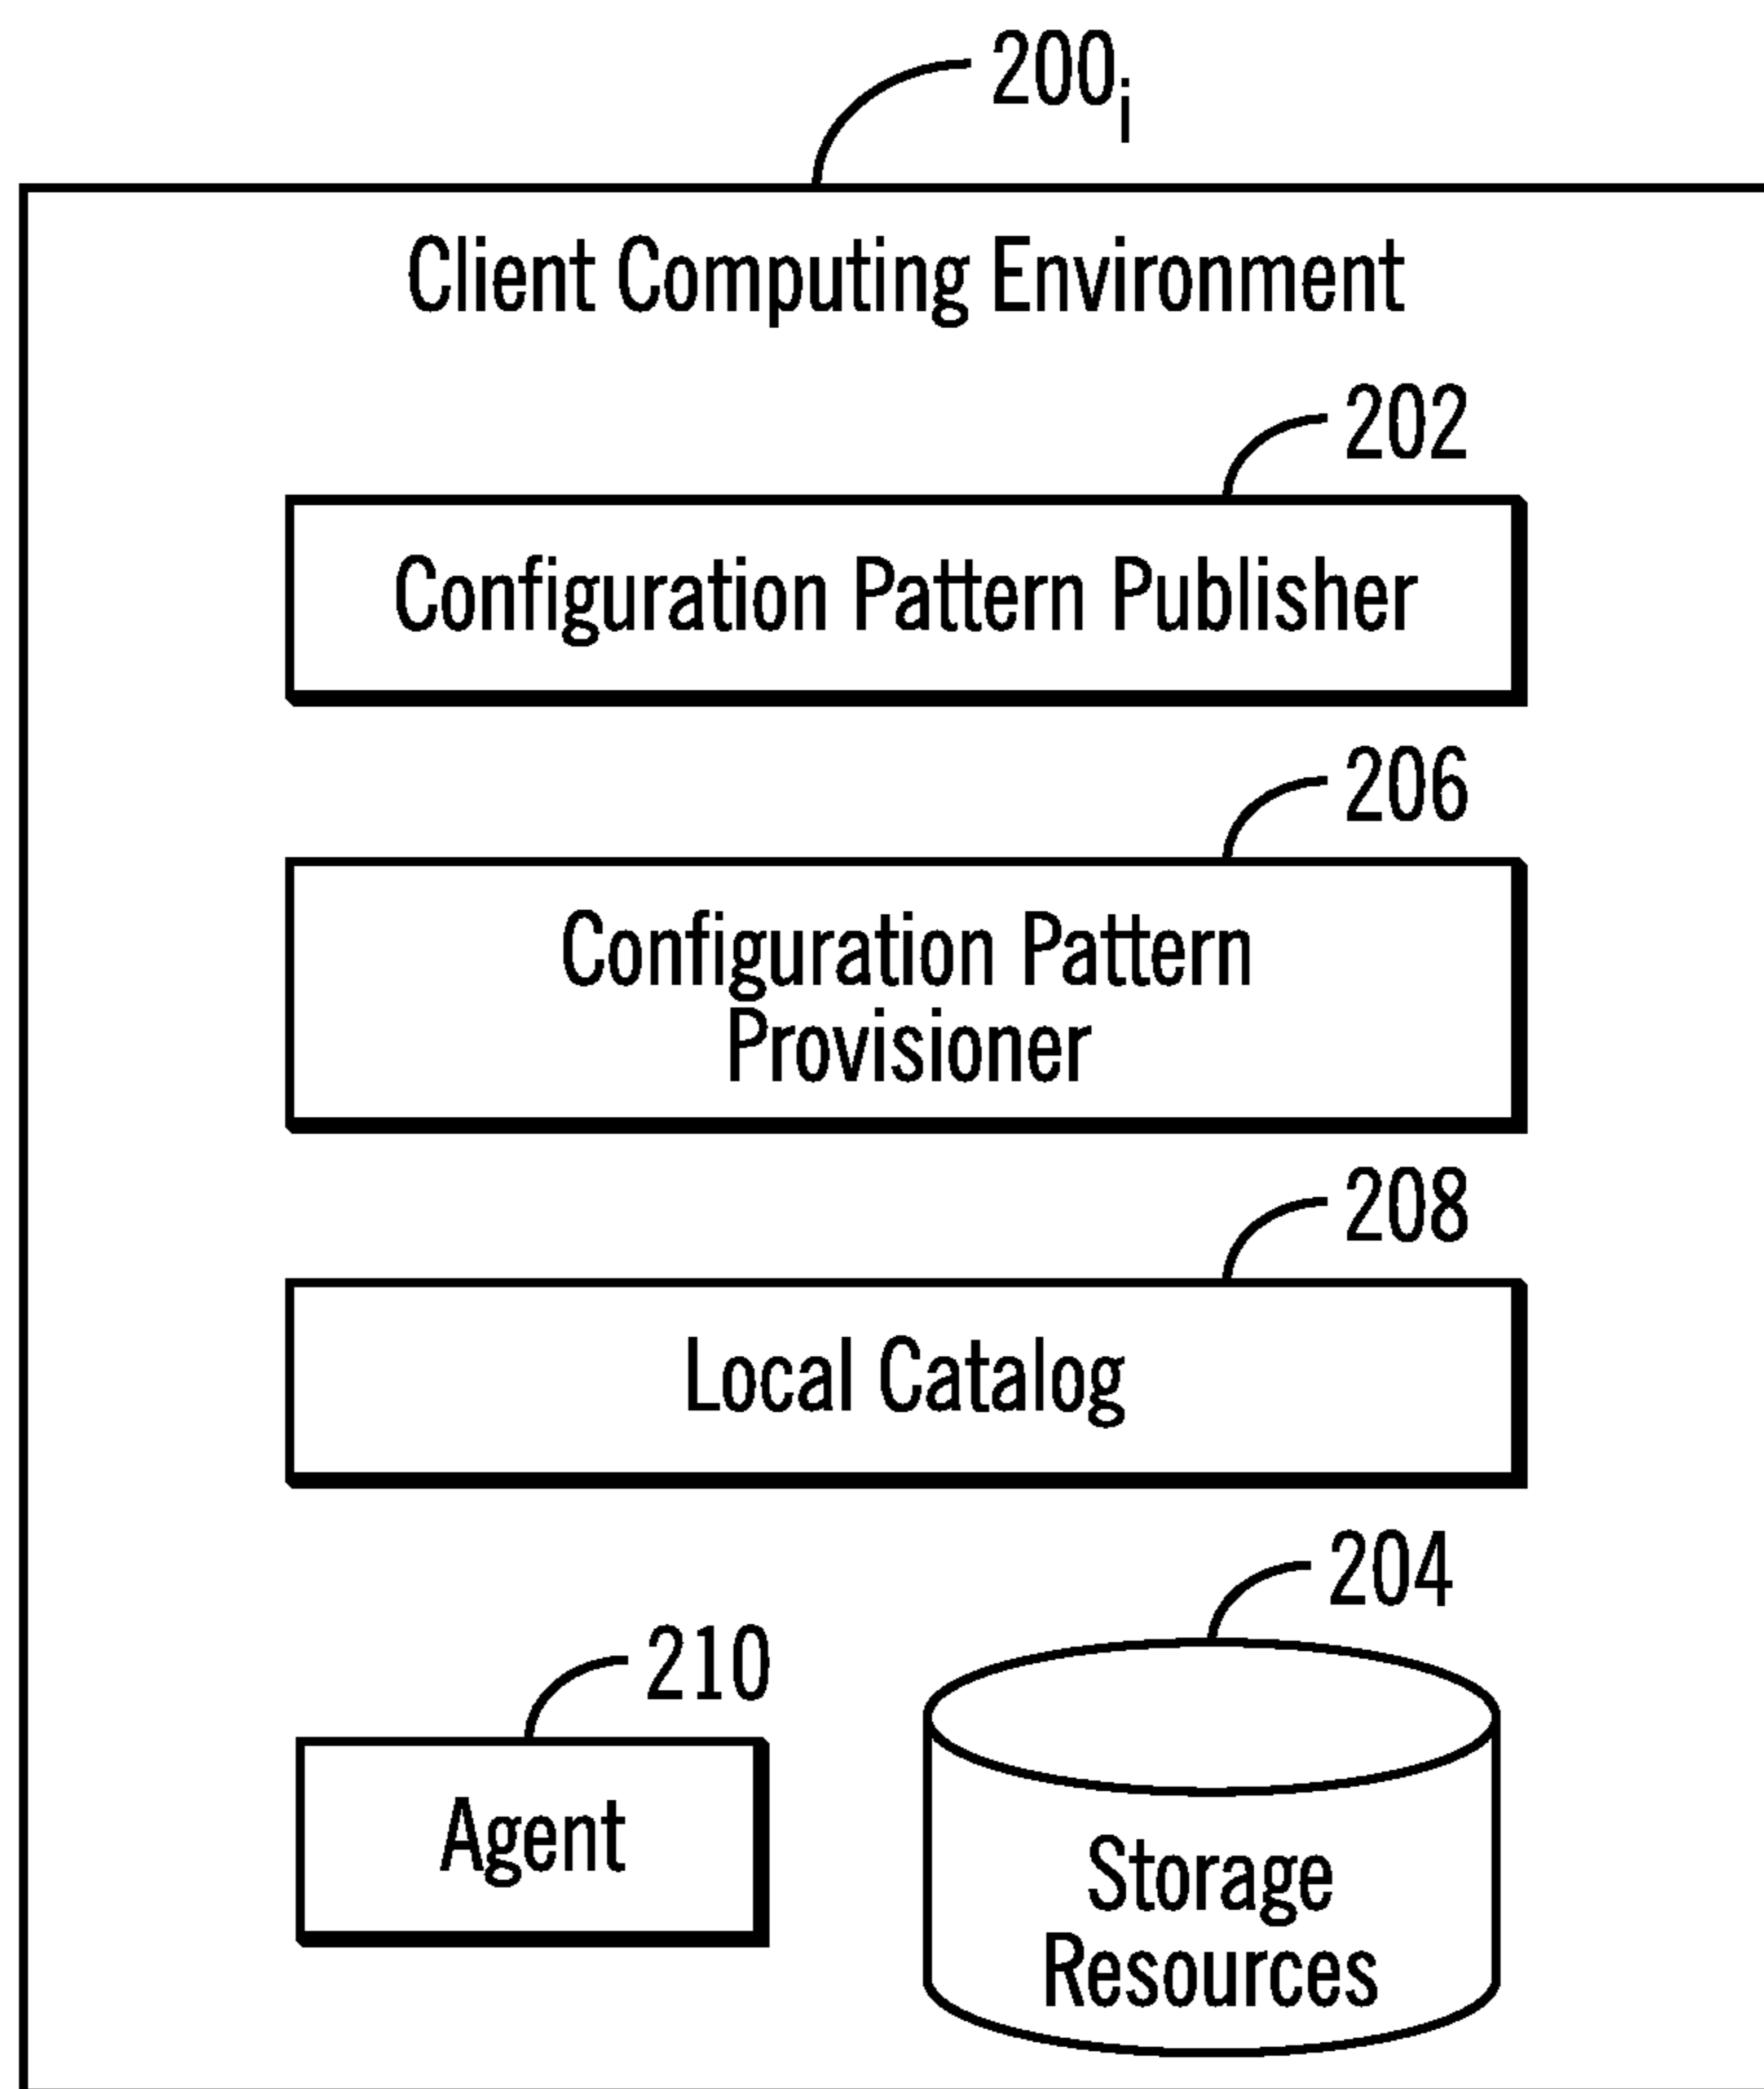 200i
Client Computing Environment
202
Configuration Pattern Publisher
206
Configuration Pattern
Provisioner
208
Local Catalog
204
210
Agent
Storage
Resources